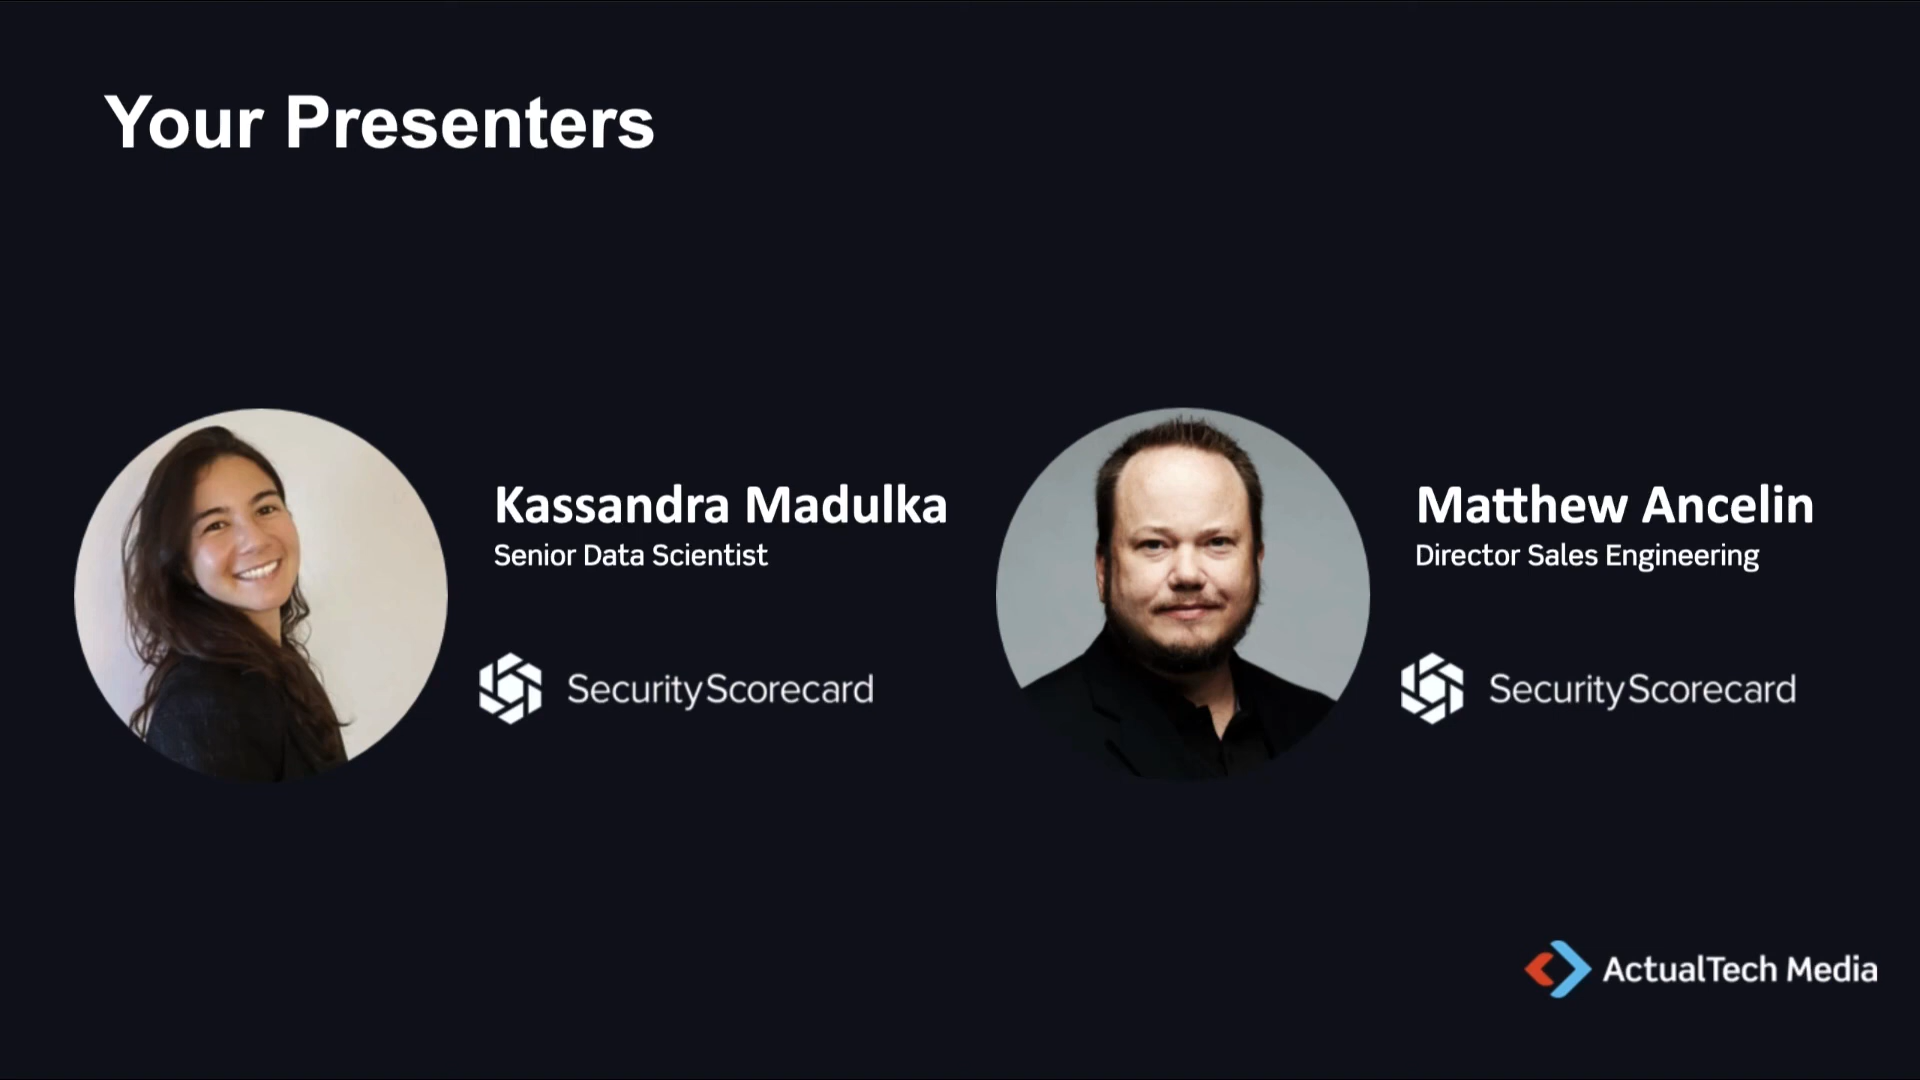 Your Presenters
Kassandra Madulka
Senior Data Scientist
SecurityScorecard
Matthew Ancelin
Director Sales Engineering
SecurityScorecard
ActualTech Media